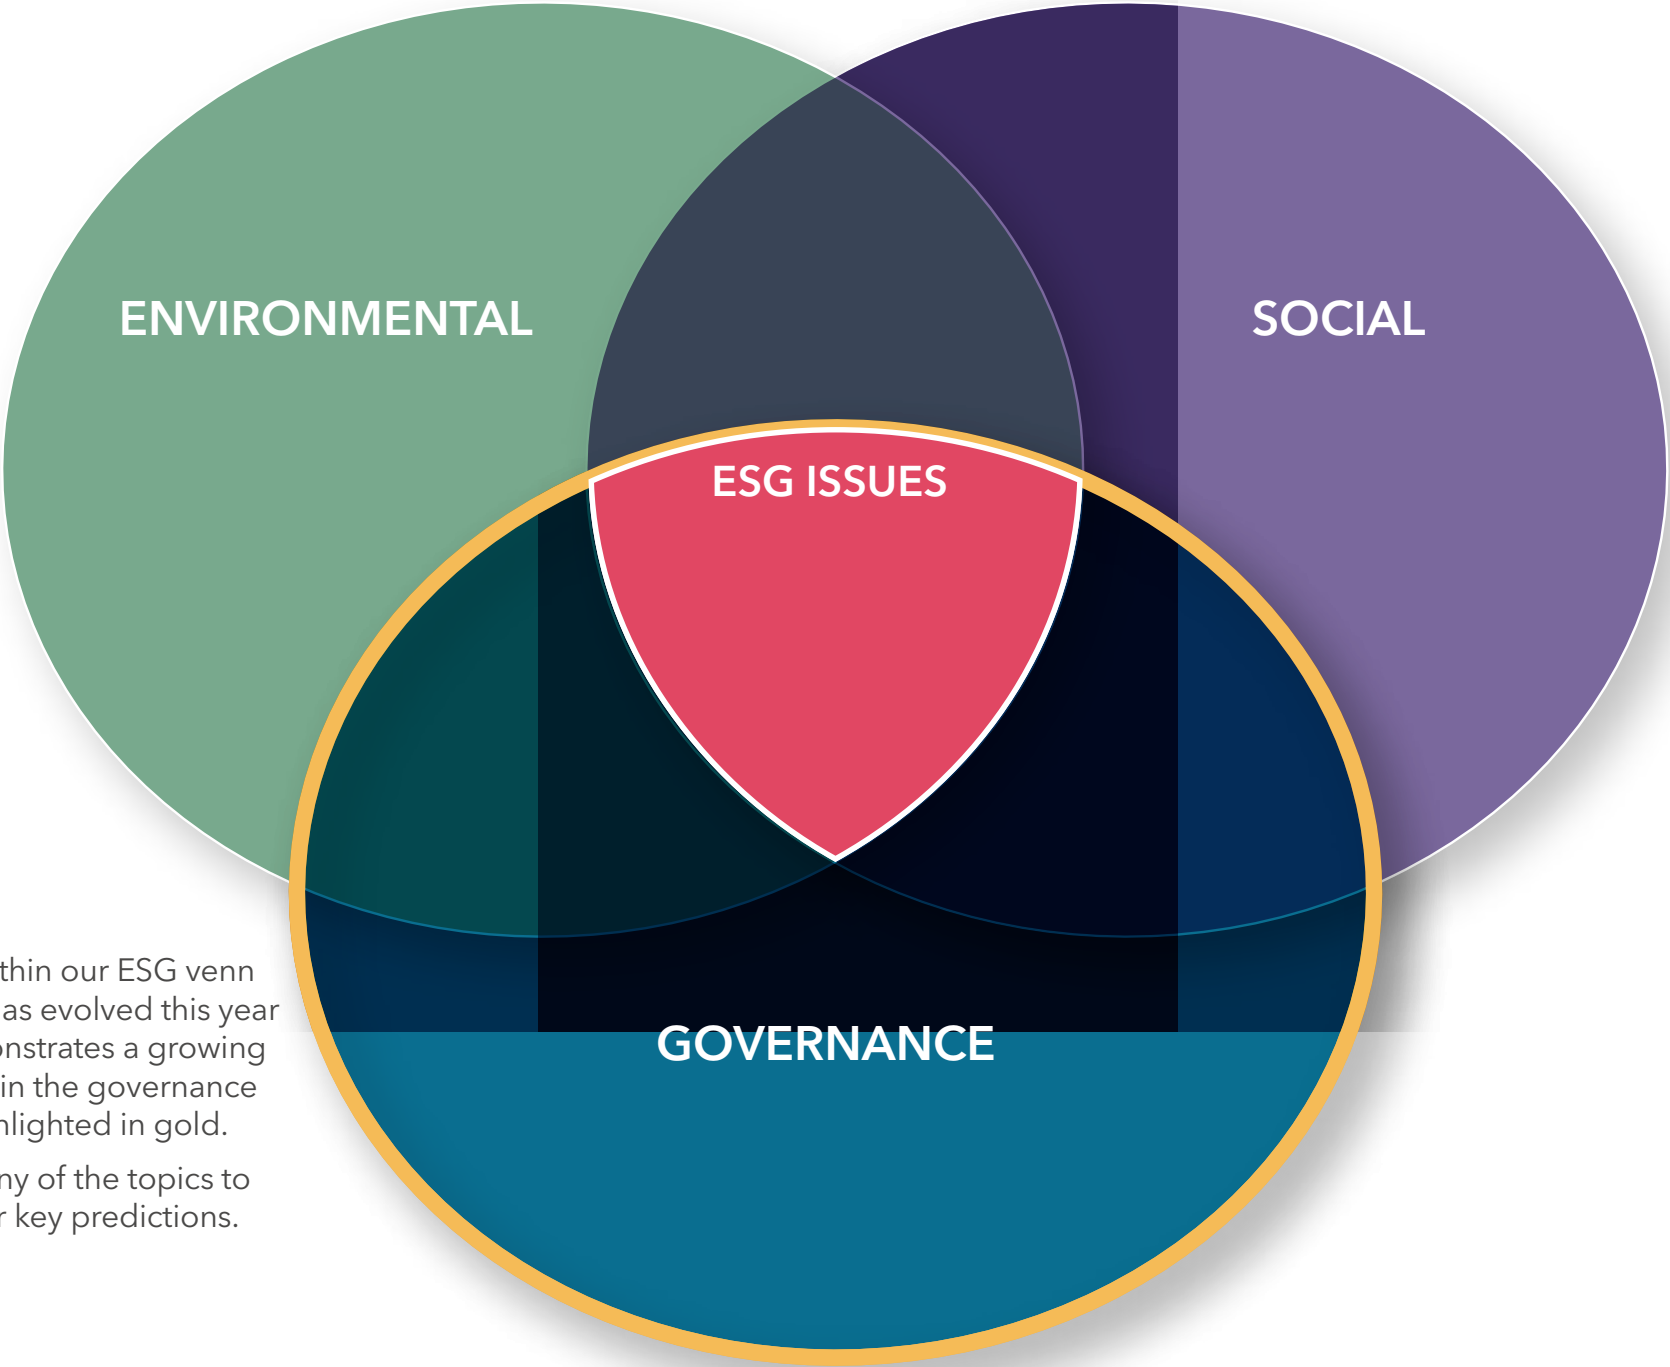 ENVIRONMENTAL
SOCIAL
ESG ISSUES
GOVERNANCE
thin our ESG venn
as evolved this year
onstrates a growing
in the governance
hlighted in gold.
ny of the topics to
r key predictions.